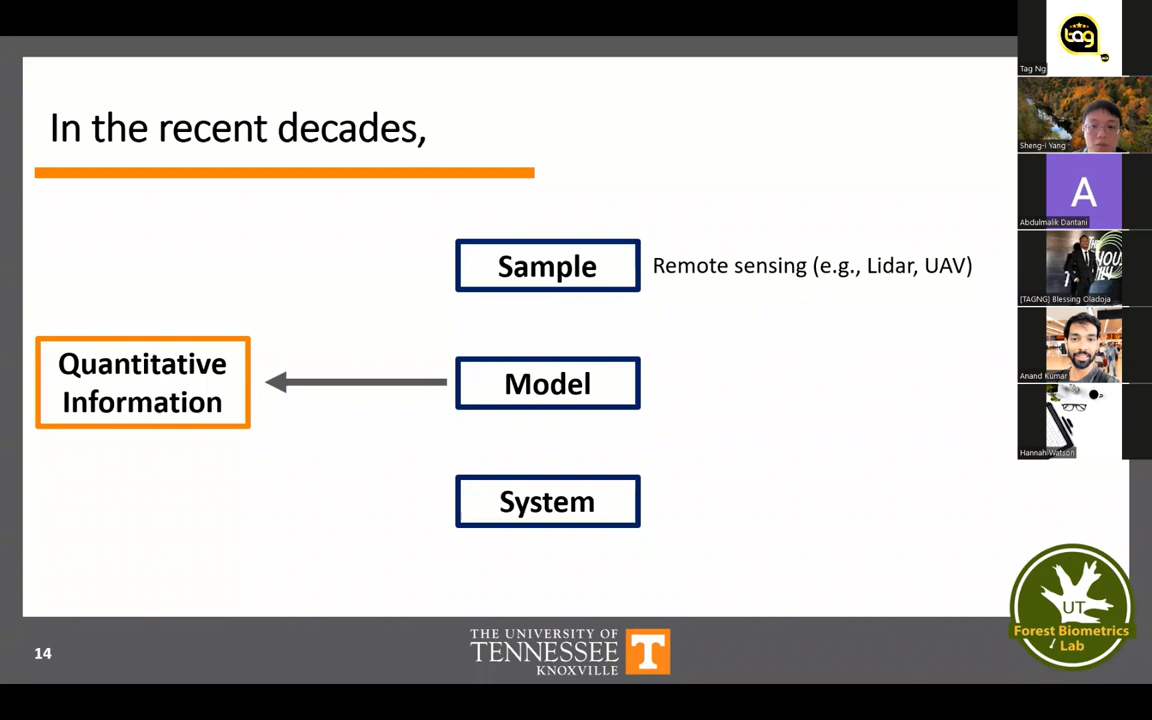 In the recent decades,
Sample
Remote sensing (e.g., Lidar, UAV)
Quantitative
Information
Model
System
14
THE UNIVERSITY OF
TENNESSEE
KNOXVILLE
T
UT
Forest Biometrics
Lab
tag
Tag Ng
Sheng-i Yang
A
Abdulmalik Dantani
[TAGNG] Blessing Oladoja
Anand Kumar
Hannah Watson